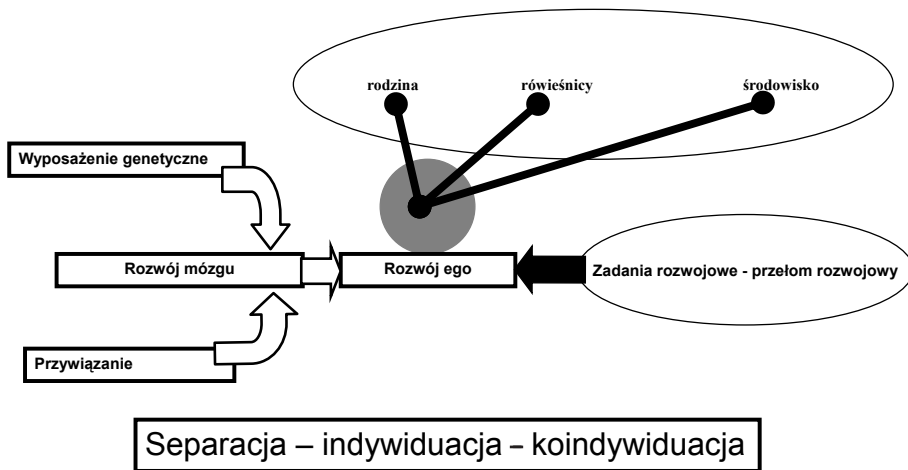 rodzina
rówieśnicy
środowisko
Wyposażenie genetyczne
Rozwój mózgu
Rozwój ego
Zadania rozwojowe - przełom rozwojowy
Przywiązanie
Separacja – indywiduacja – koindywiduacja